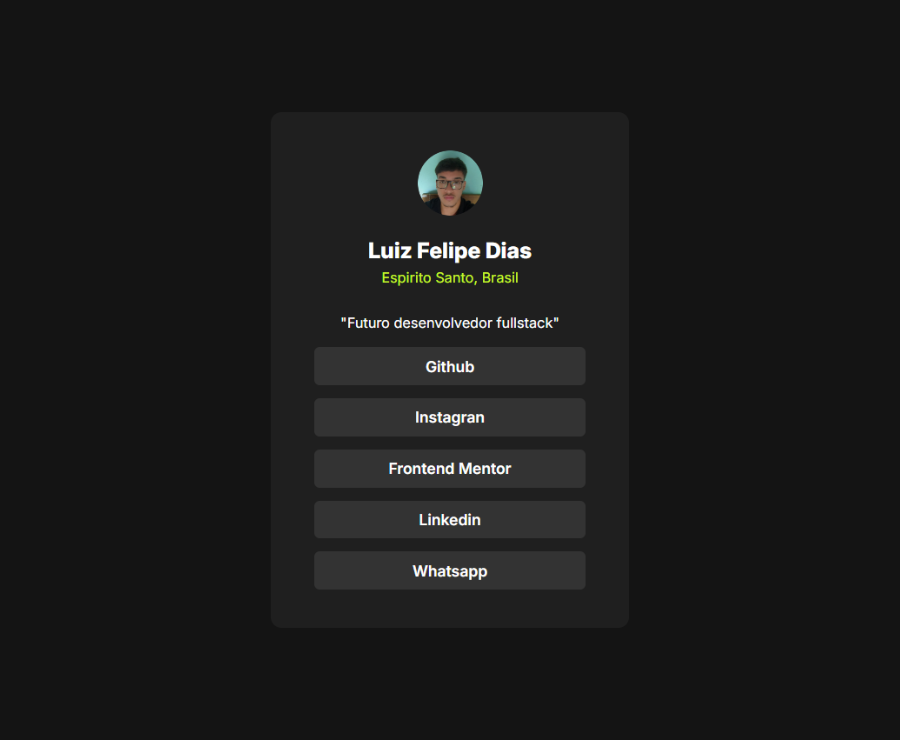 Luiz Felipe Dias
Espirito Santo, Brasil
"Futuro desenvolvedor fullstack"
Github
Instagran
Frontend Mentor
Linkedin
Whatsapp